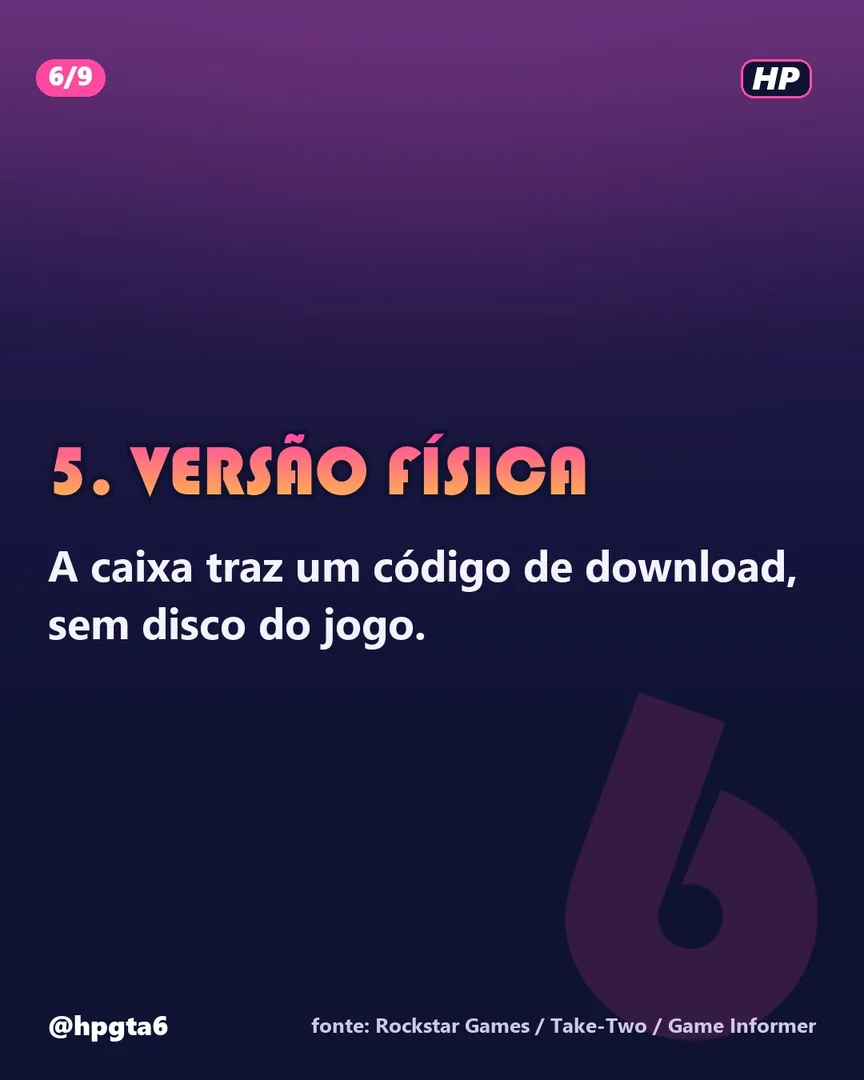 6/9
HP
5. VERSÃO FÍSICA
A caixa traz um código de download,
sem disco do jogo.
6
@hpgta6
fonte: Rockstar Games / Take-Two / Game Informer